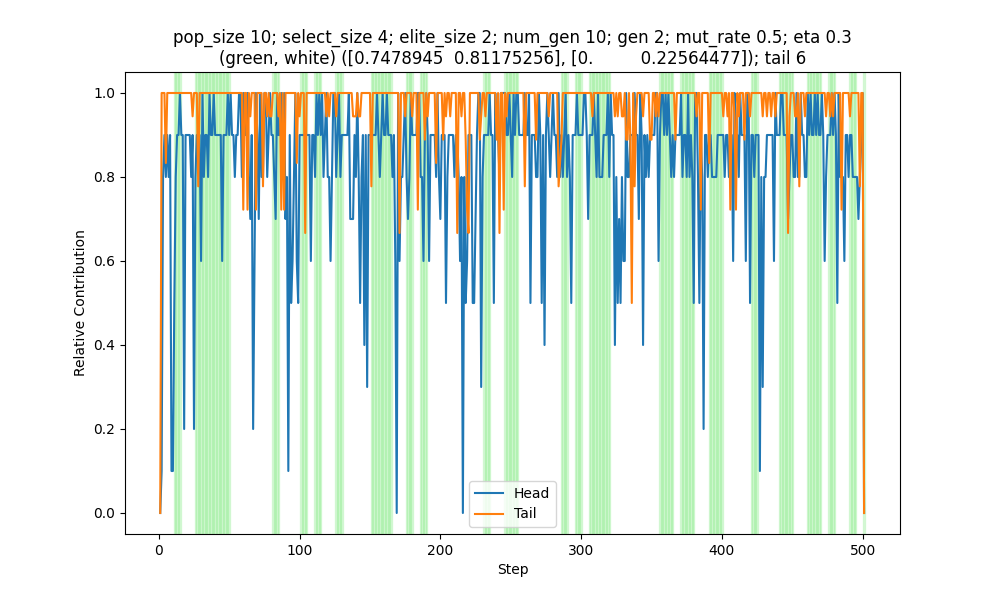 pop_size 10; select_size 4; elite_size 2; num_gen 10; gen 2; mut_rate 0.5; eta 0.3
(green, white) ([0.7478945  0.81175256], [0.         0.22564477]); tail 6
1.0
0.8
0.6
0.4
0.2
0.0
Relative Contribution
Head
Tail
0
100
200
300
400
500
Step